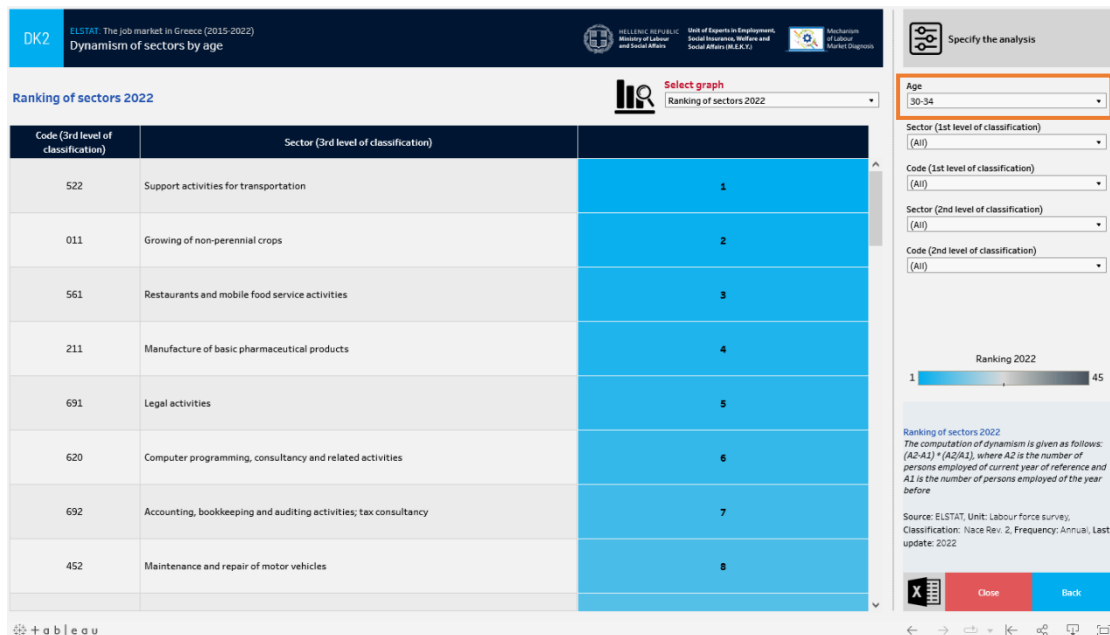 DK2
ELSTAT: The job market in Greece (2015-2022)
Dynamism of sectors by age
HELLENIC REPUBLIC
Ministry of Labour
and Social Affairs
Unit of Experts in Employment,
Social Insurance, Welfare and
Social Affairs (M.E.K.Y.)
Mechanism
of Labour
Market Diagnosis
Specify the analysis
Ranking of sectors 2022
Select graph
Ranking of sectors 2022
Age
30-34
Sector (1st level of classification)
(All)
Code (1st level of classification)
(All)
Sector (2nd level of classification)
(All)
Code (2nd level of classification)
(All)
Code (3rd level of
classification)
Sector (3rd level of classification)
522 Support activities for transportation 1
011 Growing of non-perennial crops 2
561 Restaurants and mobile food service activities 3
211 Manufacture of basic pharmaceutical products 4
691 Legal activities 5
620 Computer programming, consultancy and related activities 6
692 Accounting, bookkeeping and auditing activities; tax consultancy 7
452 Maintenance and repair of motor vehicles 8
Ranking 2022
1 45
Ranking of sectors 2022
The computation of dynamism is given as follows:
(A2-A1) * (A2/A1), where A2 is the number of
persons employed of current year of reference and
A1 is the number of persons employed of the year
before
Source: ELSTAT, Unit: Labour force survey,
Classification: Nace Rev. 2, Frequency: Annual, Last
update: 2022
X
Close
Back
+ a b l e a u